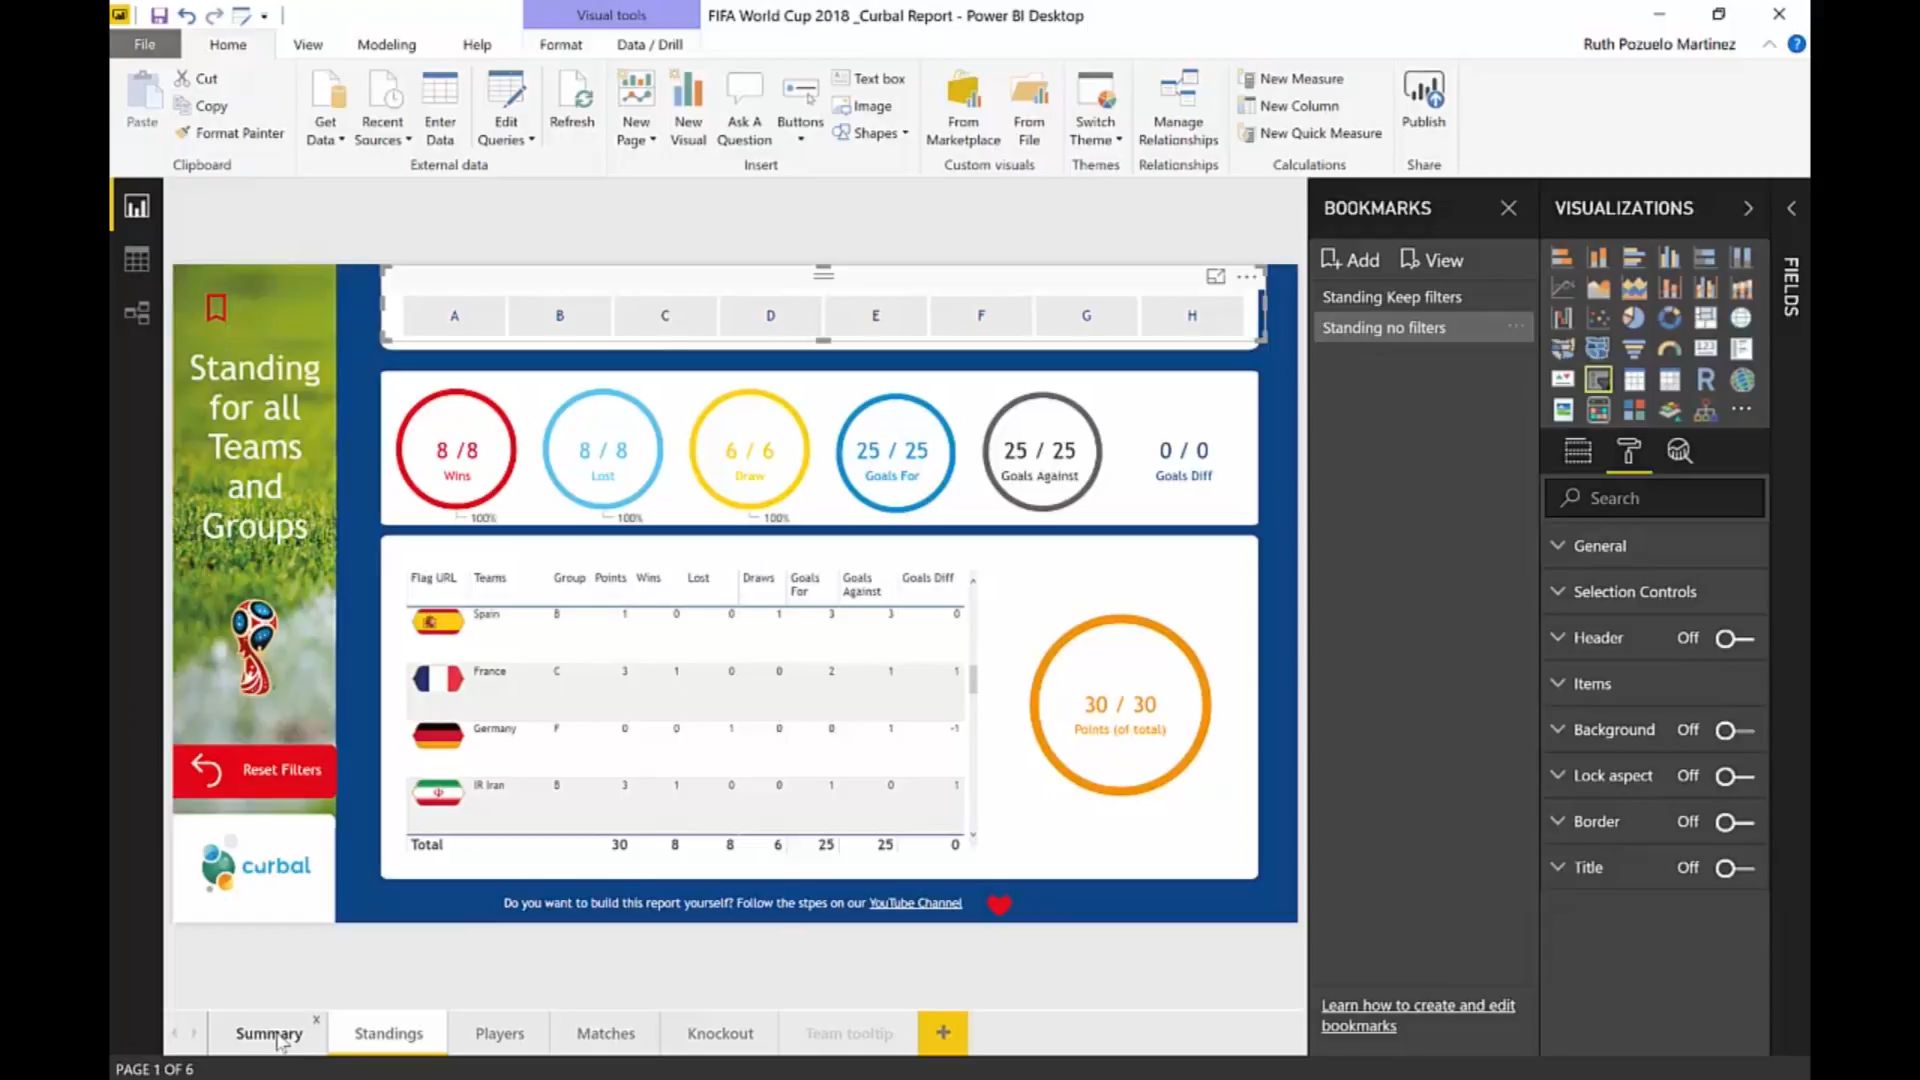 Visual tools
FIFA World Cup 2018 _Curbal Report - Power BI Desktop
File
Home
View
Modeling
Help
Format
Data / Drill
Ruth Pozuelo Martinez
?
Paste
Cut
Copy
Format Painter
Clipboard
Get
Data
Recent
Sources
Enter
Data
Edit
Queries
Refresh
External data
New
Page
New
Visual
Ask A
Question
Buttons
Text box
Image
Shapes
Insert
From
Marketplace
From
File
Custom visuals
Switch
Theme
Themes
Manage
Relationships
Relationships
New Measure
New Column
New Quick Measure
Calculations
Publish
Share
BOOKMARKS
Add
View
Standing Keep filters
Standing no filters
Learn how to create and edit
bookmarks
VISUALIZATIONS
R
Search
General
Selection Controls
Header Off
Items
Background Off
Lock aspect Off
Border Off
Title Off
FIELDS
Standing
for all
Teams
and
Groups
Reset Filters
curbal
A B C D E F G H
8 /8
Wins
100%
8 / 8
Lost
100%
6 / 6
Draw
100%
25 / 25
Goals For
25 / 25
Goals Against
0 / 0
Goals Diff
Flag URL Teams Group Points Wins Lost Draws Goals For Goals Against Goals Diff
Spain B 1 0 0 1 3 3 0
France C 3 1 0 0 2 1 1
Germany F 0 0 1 0 0 1 -1
IR Iran B 3 1 0 0 1 0 1
Total 30 8 8 6 25 25 0
30 / 30
Points (of total)
Do you want to build this report yourself? Follow the stpes on our YouTube Channel
Summary
x
Standings
Players
Matches
Knockout
Team tooltip
+
PAGE 1 OF 6